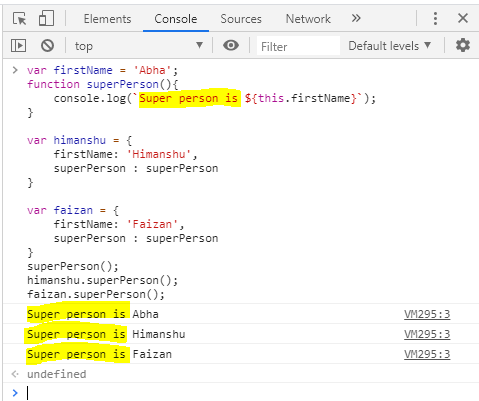 Elements Console Sources Network »
top Filter Default levels
var firstName = 'Abha';
function superPerson(){
    console.log(`Super person is ${this.firstName}`);
}
var himanshu = {
    firstName: 'Himanshu',
    superPerson : superPerson
}
var faizan = {
    firstName: 'Faizan',
    superPerson : superPerson
}
superPerson();
himanshu.superPerson();
faizan.superPerson();
Super person is Abha VM295:3
Super person is Himanshu VM295:3
Super person is Faizan VM295:3
undefined